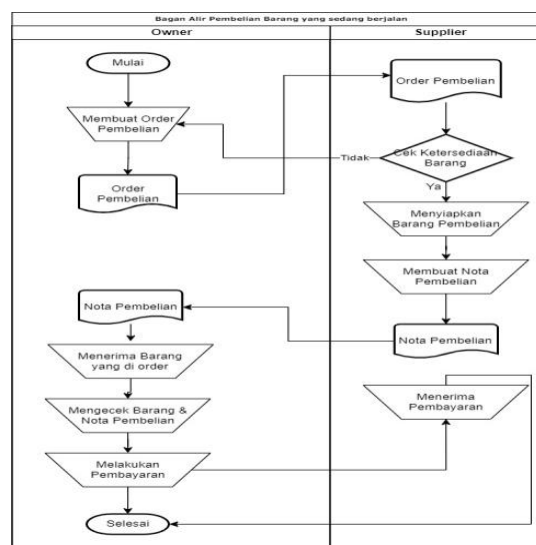 Bagan Alir Pembelian Barang yang sedang berjalan
Owner
Supplier
Mulai
Membuat Order
Pembelian
Order
Pembelian
Order Pembelian
Cek Ketersediaan
Barang
Tidak
Ya
Menyiapkan
Barang Pembelian
Membuat Nota
Pembelian
Nota Pembelian
Nota Pembelian
Menerima Barang
yang di order
Mengecek Barang &
Nota Pembelian
Melakukan
Pembayaran
Menerima
Pembayaran
Selesai